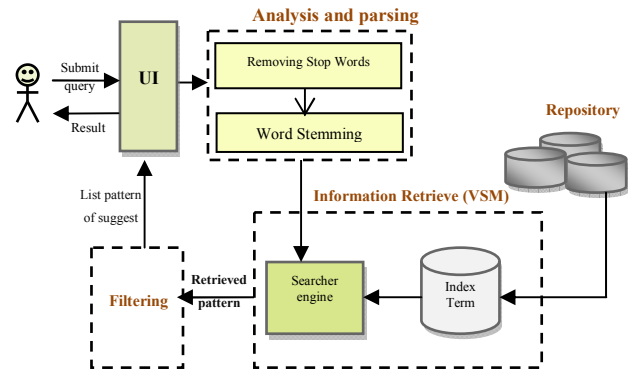 Analysis and parsing
Submit
query
UI
Removing Stop Words
Result
Word Stemming
Repository
List pattern
of suggest
Information Retrieve (VSM)
Filtering
Retrieved
pattern
Searcher
engine
Index
Term